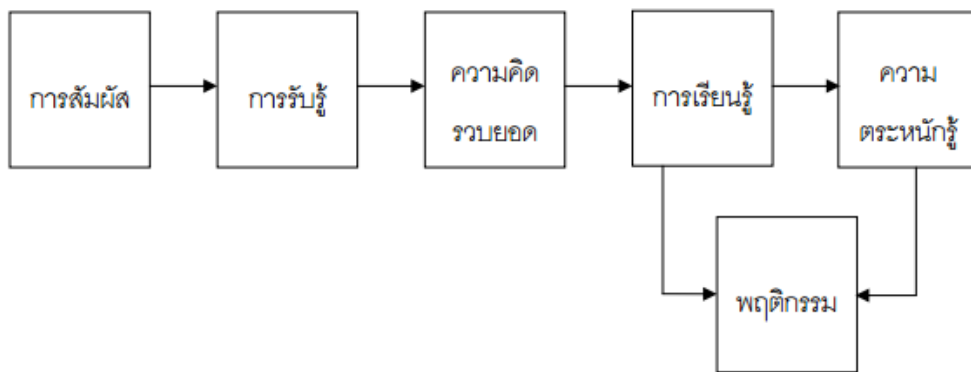 การสัมผัส
การรับรู้
ความคิด
รวบยอด
การเรียนรู้
ความ
ตระหนักรู้
พฤติกรรม